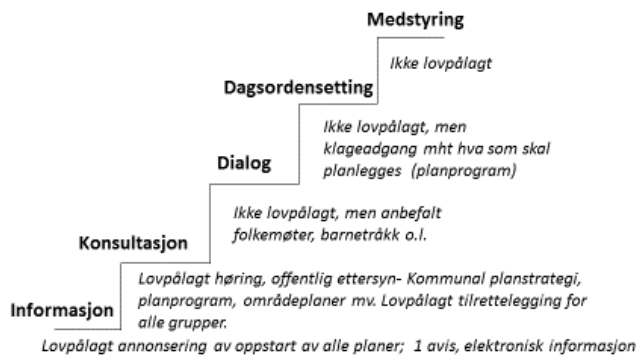 Medstyring
Ikke lovpålagt
Dagsordensetting
Ikke lovpålagt, men
klageadgang mht hva som skal
planlegges (planprogram)
Dialog
Ikke lovpålagt, men anbefalt
folkemøter, barnetråkk o.l.
Konsultasjon
Lovpålagt høring, offentlig ettersyn- Kommunal planstrategi,
planprogram, områdeplaner mv. Lovpålagt tilrettelegging for
alle grupper.
Informasjon
Lovpålagt annonsering av oppstart av alle planer; 1 avis, elektronisk informasjon